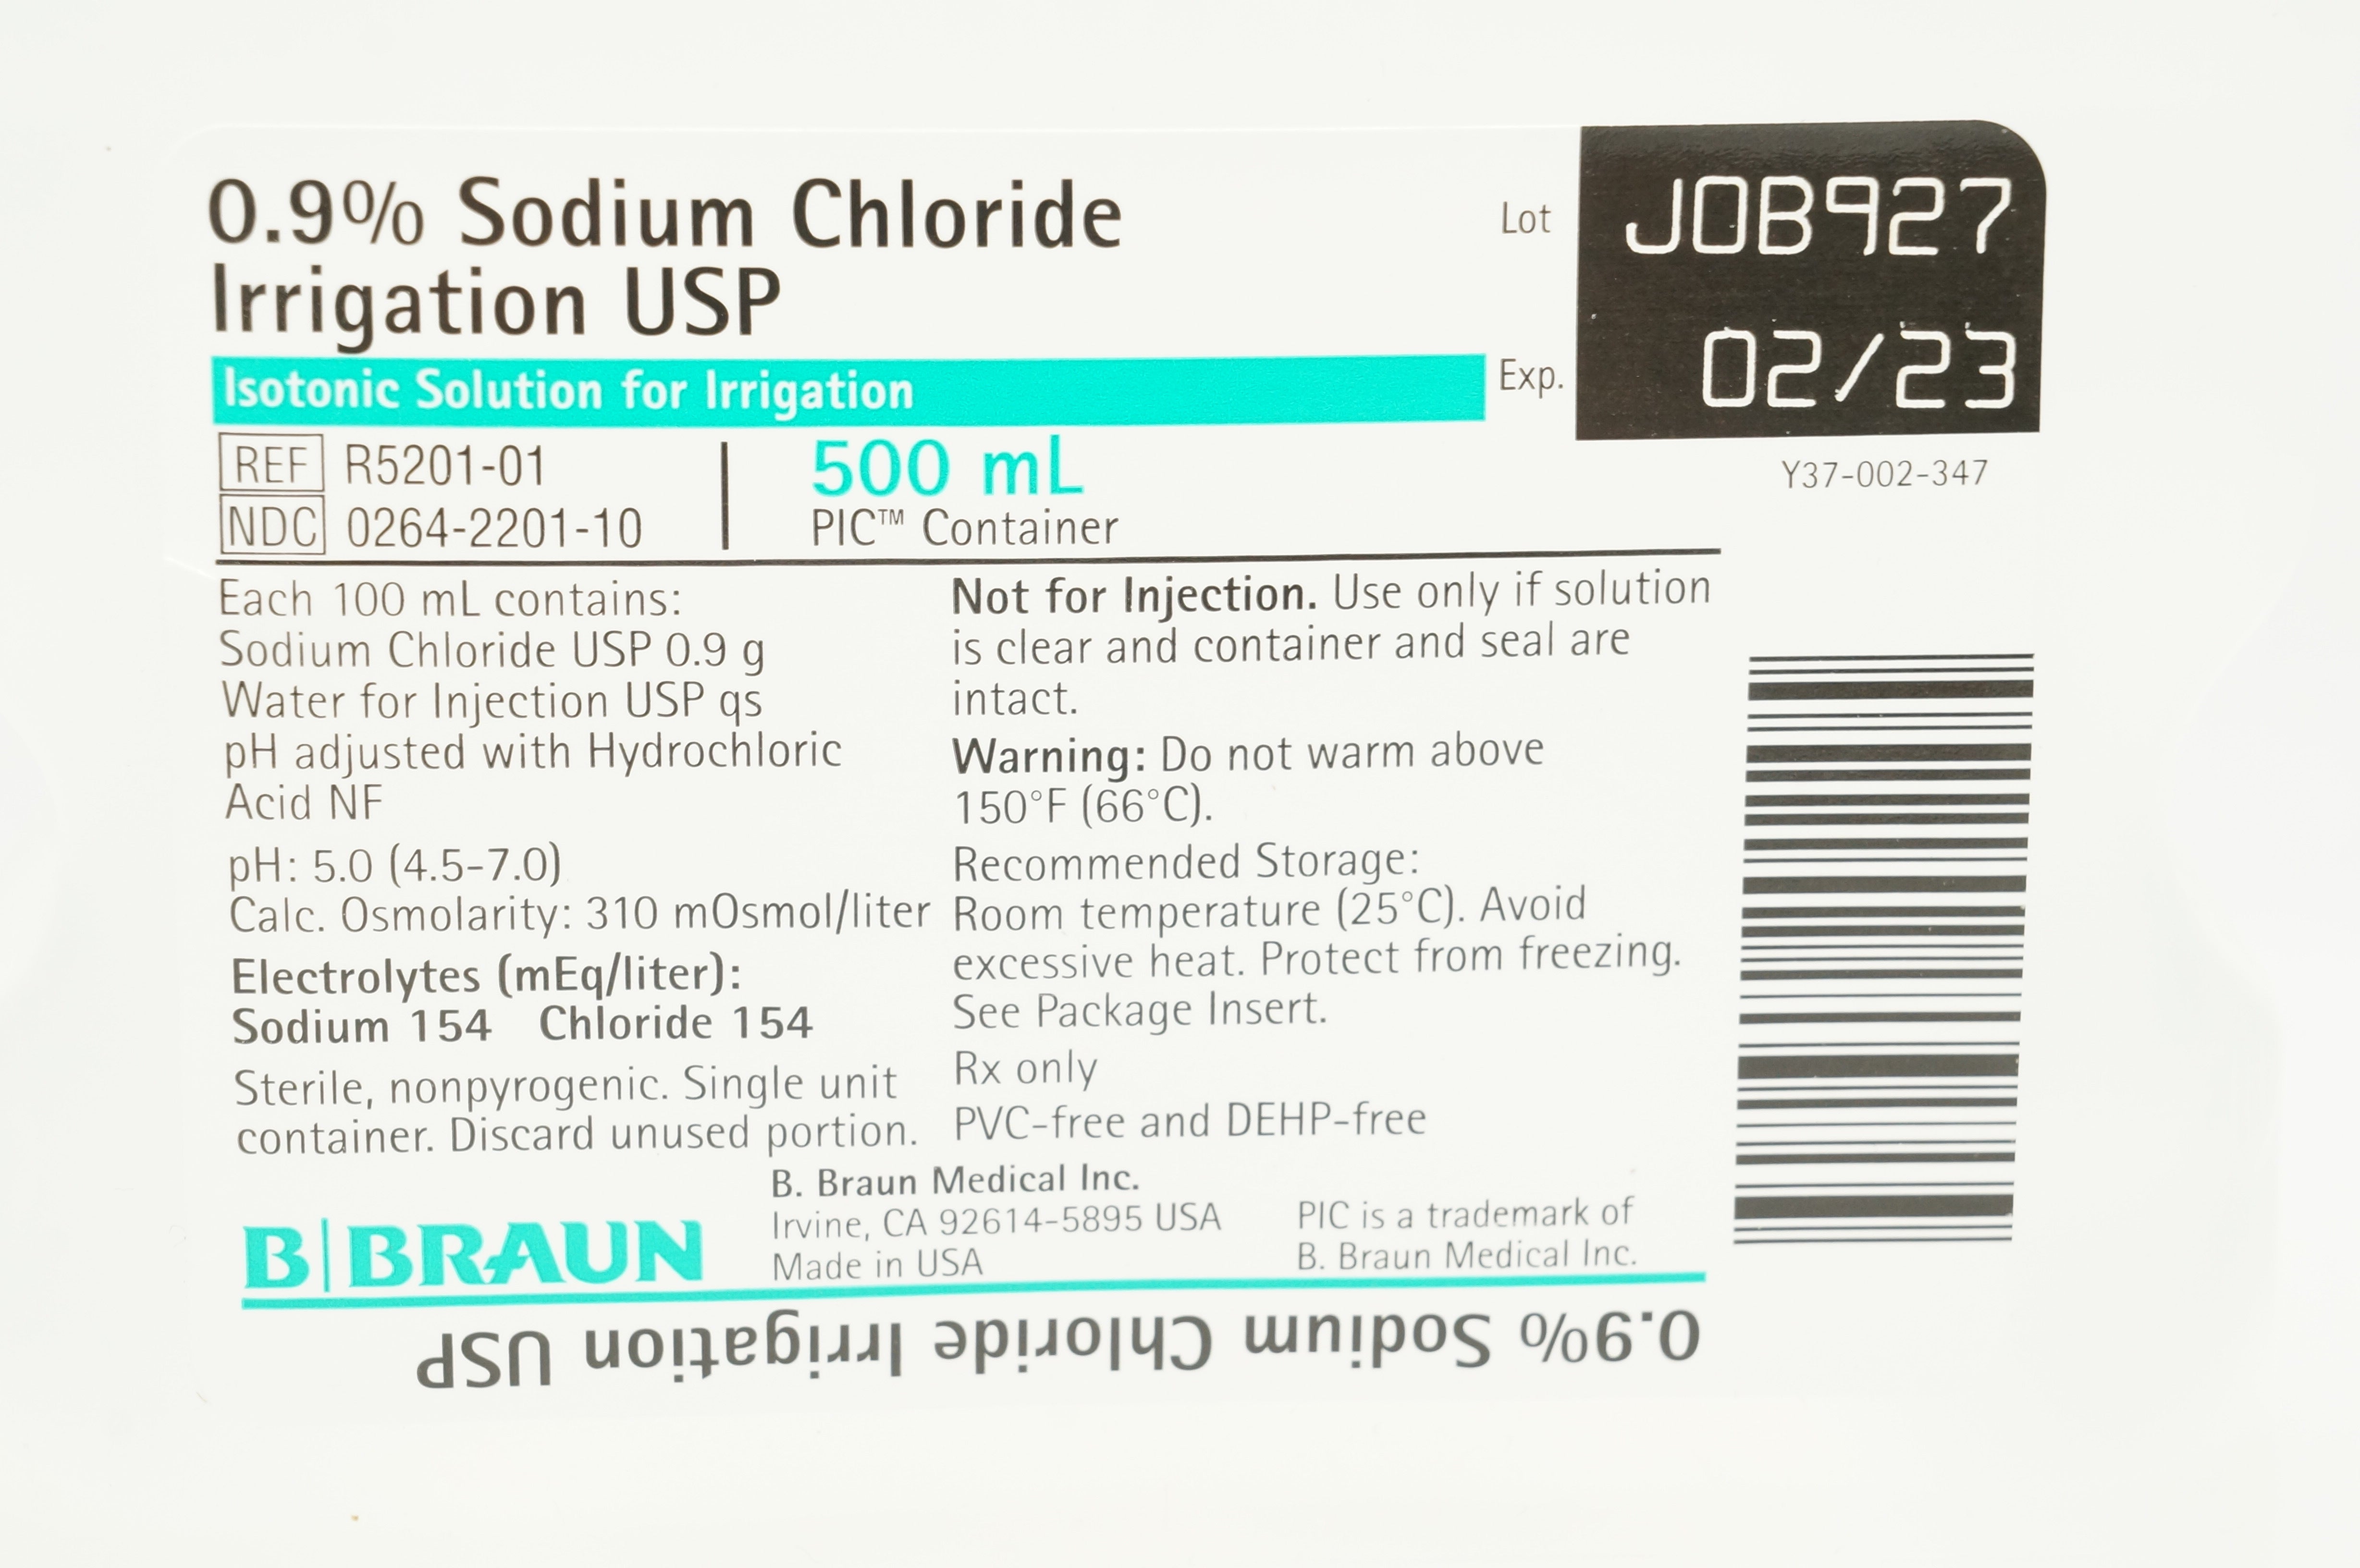 0.9% Sodium Chloride
Irrigation USP
Isotonic Solution for Irrigation
Lot J0B927
Exp. 02/23
Y37-002-347
REF R5201-01
NDC 0264-2201-10
500 mL
PIC™ Container
Each 100 mL contains:
Sodium Chloride USP 0.9 g
Water for Injection USP qs
pH adjusted with Hydrochloric
Acid NF
pH: 5.0 (4.5-7.0)
Calc. Osmolarity: 310 mOsmol/liter
Electrolytes (mEq/liter):
Sodium 154 Chloride 154
Sterile, nonpyrogenic. Single unit
container. Discard unused portion.
Not for Injection. Use only if solution
is clear and container and seal are
intact.
Warning: Do not warm above
150°F (66°C).
Recommended Storage:
Room temperature (25°C). Avoid
excessive heat. Protect from freezing.
See Package Insert.
Rx only
PVC-free and DEHP-free
B|BRAUN
B. Braun Medical Inc.
Irvine, CA 92614-5895 USA
Made in USA
PIC is a trademark of
B. Braun Medical Inc.
0.9% Sodium Chloride Irrigation USP